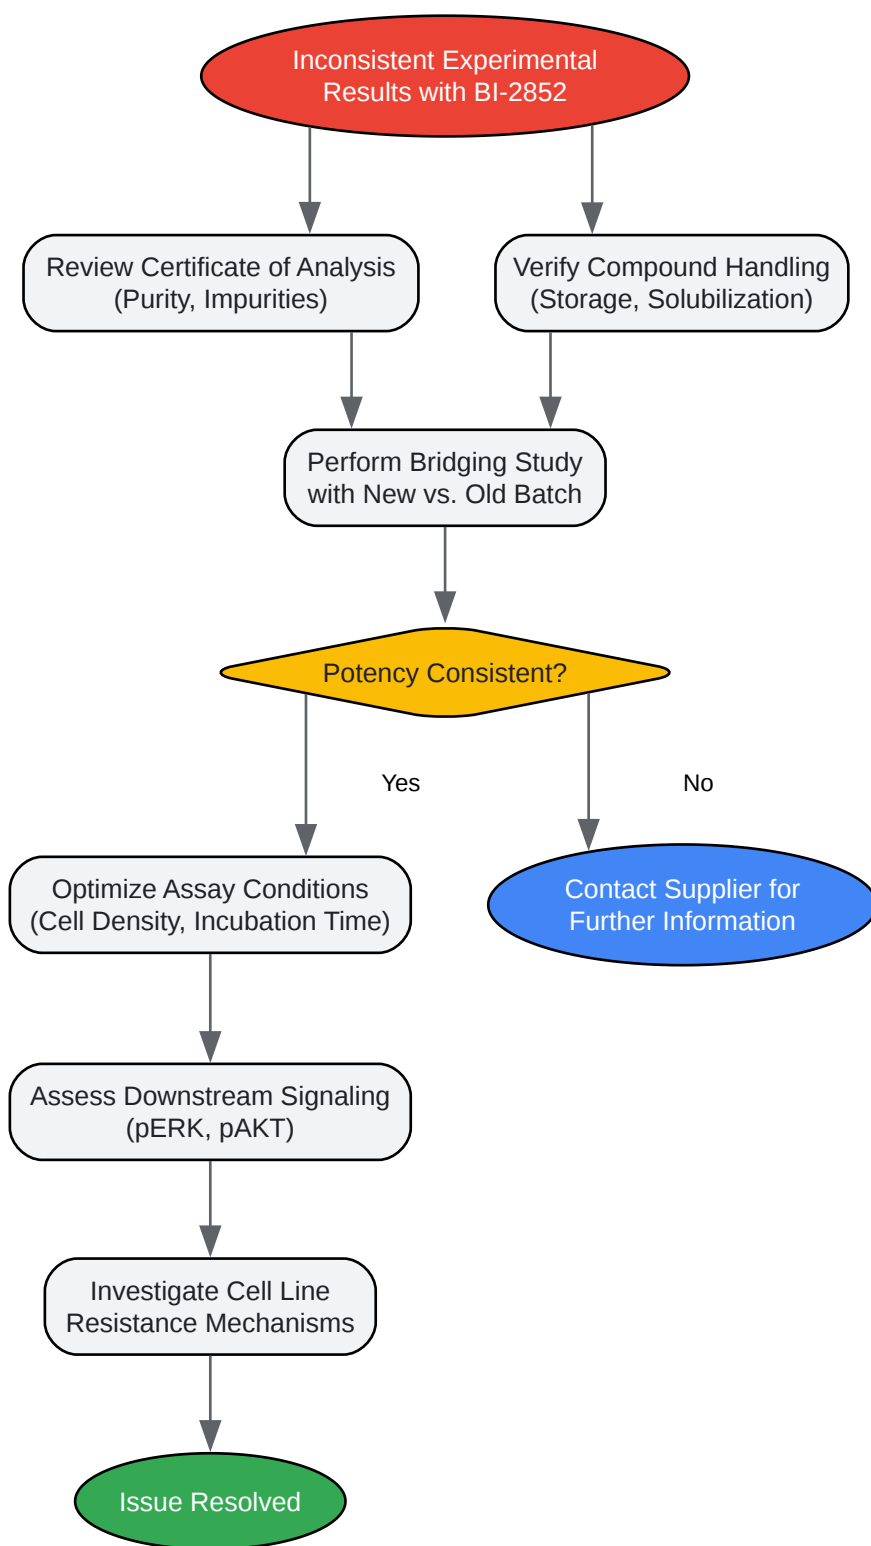 Inconsistent Experimental
Results with BI-2852
Review Certificate of Analysis
(Purity, Impurities)
Verify Compound Handling
(Storage, Solubilization)
Perform Bridging Study
with New vs. Old Batch
Potency Consistent?
Yes
No
Optimize Assay Conditions
(Cell Density, Incubation Time)
Contact Supplier for
Further Information
Assess Downstream Signaling
(pERK, pAKT)
Investigate Cell Line
Resistance Mechanisms
Issue Resolved